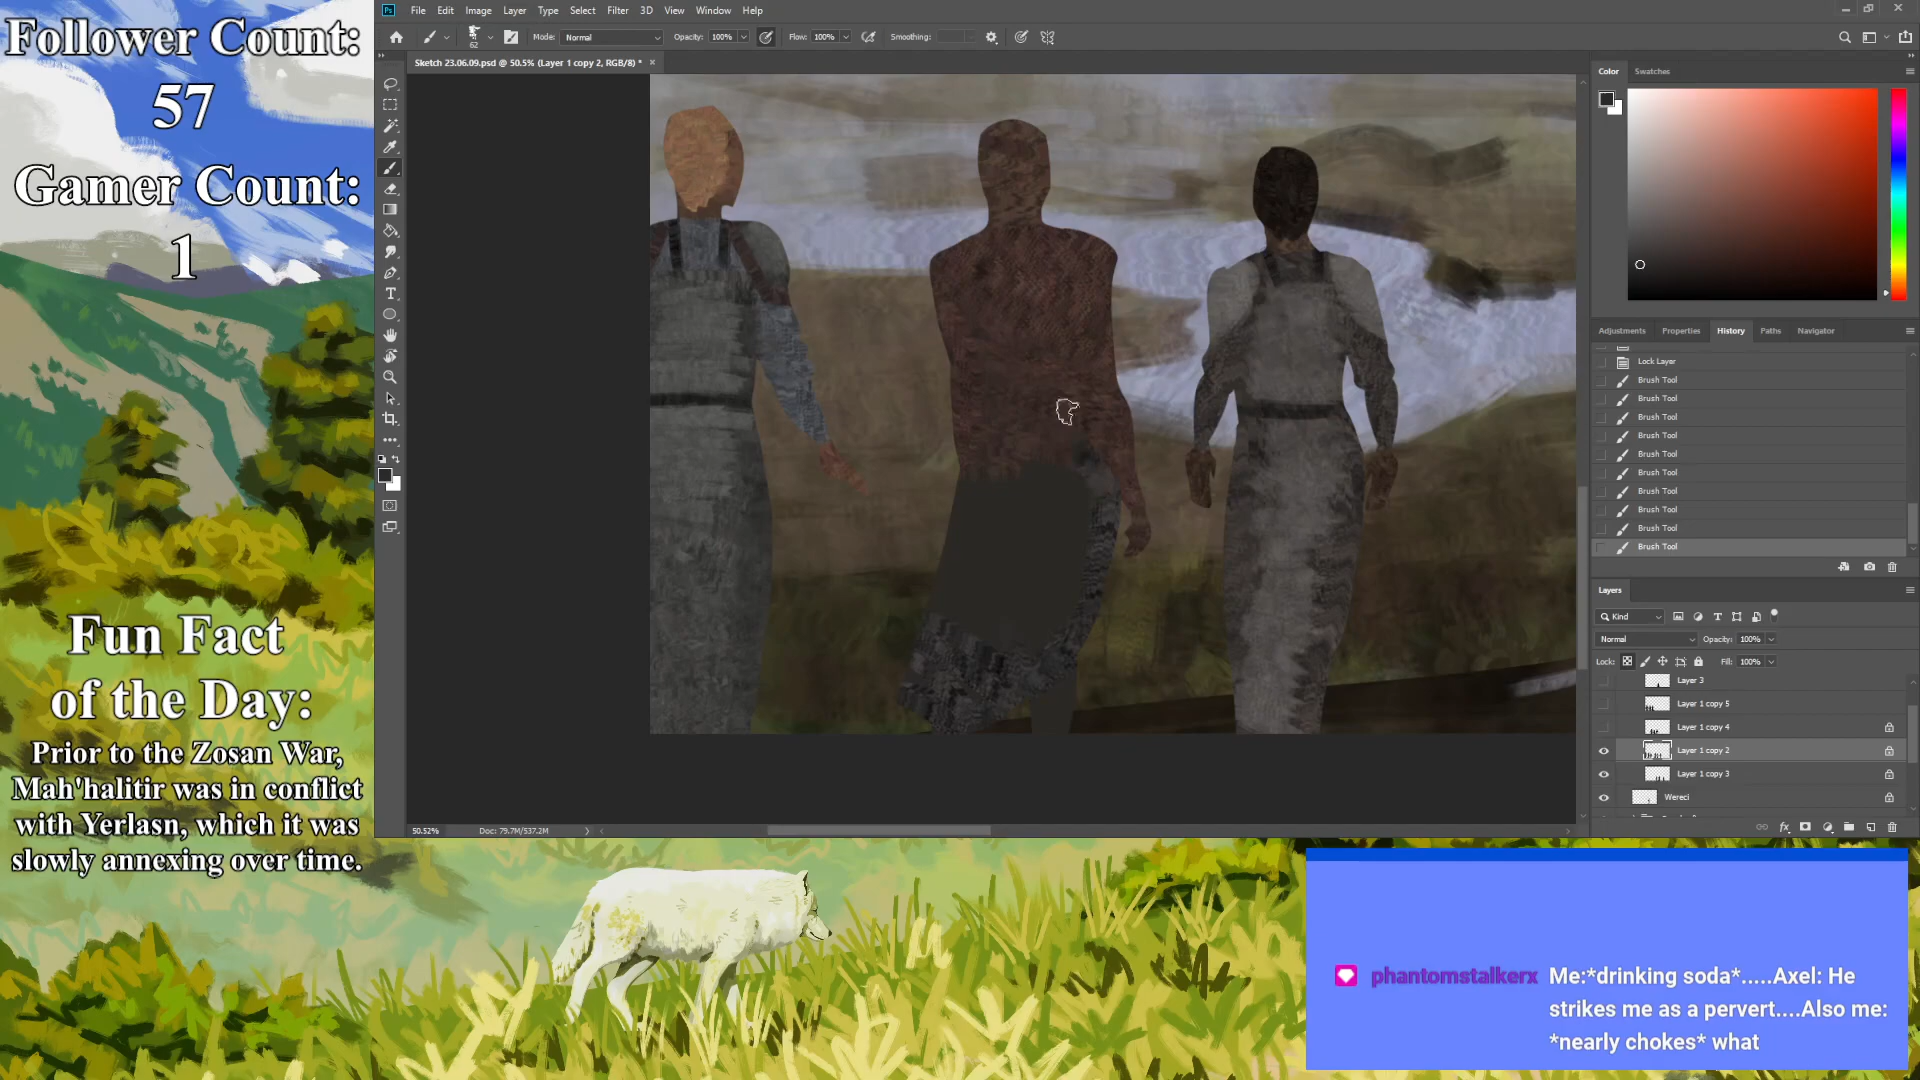 Follower Count:
57
Gamer Count:
1
Fun Fact
of the Day:
Prior to the Zosan War,
Mah'halitir was in conflict
with Yerlasn, which it was
slowly annexing over time.
Ps File Edit Image Layer Type Select Filter 3D View Window Help
62 Mode: Normal Opacity: 100% Flow: 100% Smoothing:
Sketch 23.06.09.psd @ 50.5% (Layer 1 copy 2, RGB/8) *
Color Swatches
Adjustments Properties History Paths Navigator
Lock Layer
Brush Tool
Brush Tool
Brush Tool
Brush Tool
Brush Tool
Brush Tool
Brush Tool
Brush Tool
Brush Tool
Brush Tool
Layers
Kind
Normal Opacity: 100%
Lock: Fill: 100%
Layer 3
Layer 1 copy 5
Layer 1 copy 4
Layer 1 copy 2
Layer 1 copy 3
Wereci
50.52% Doc: 79.7M/537.2M
phantomstalkerx Me:*drinking soda*.....Axel: He
strikes me as a pervert....Also me:
*nearly chokes* what